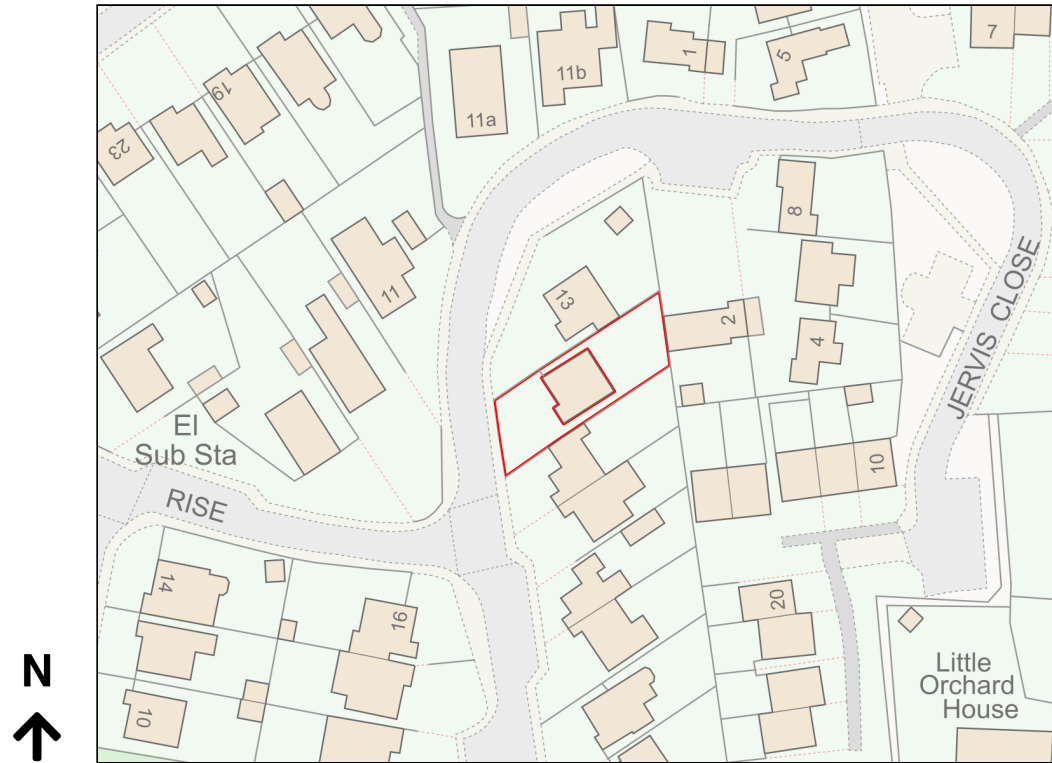 7
1
5
11b
11a
19
23
8
13
11
2
4
JERVIS CLOSE
El
Sub Sta
10
RISE
14
20
16
N
Little
Orchard
House
10